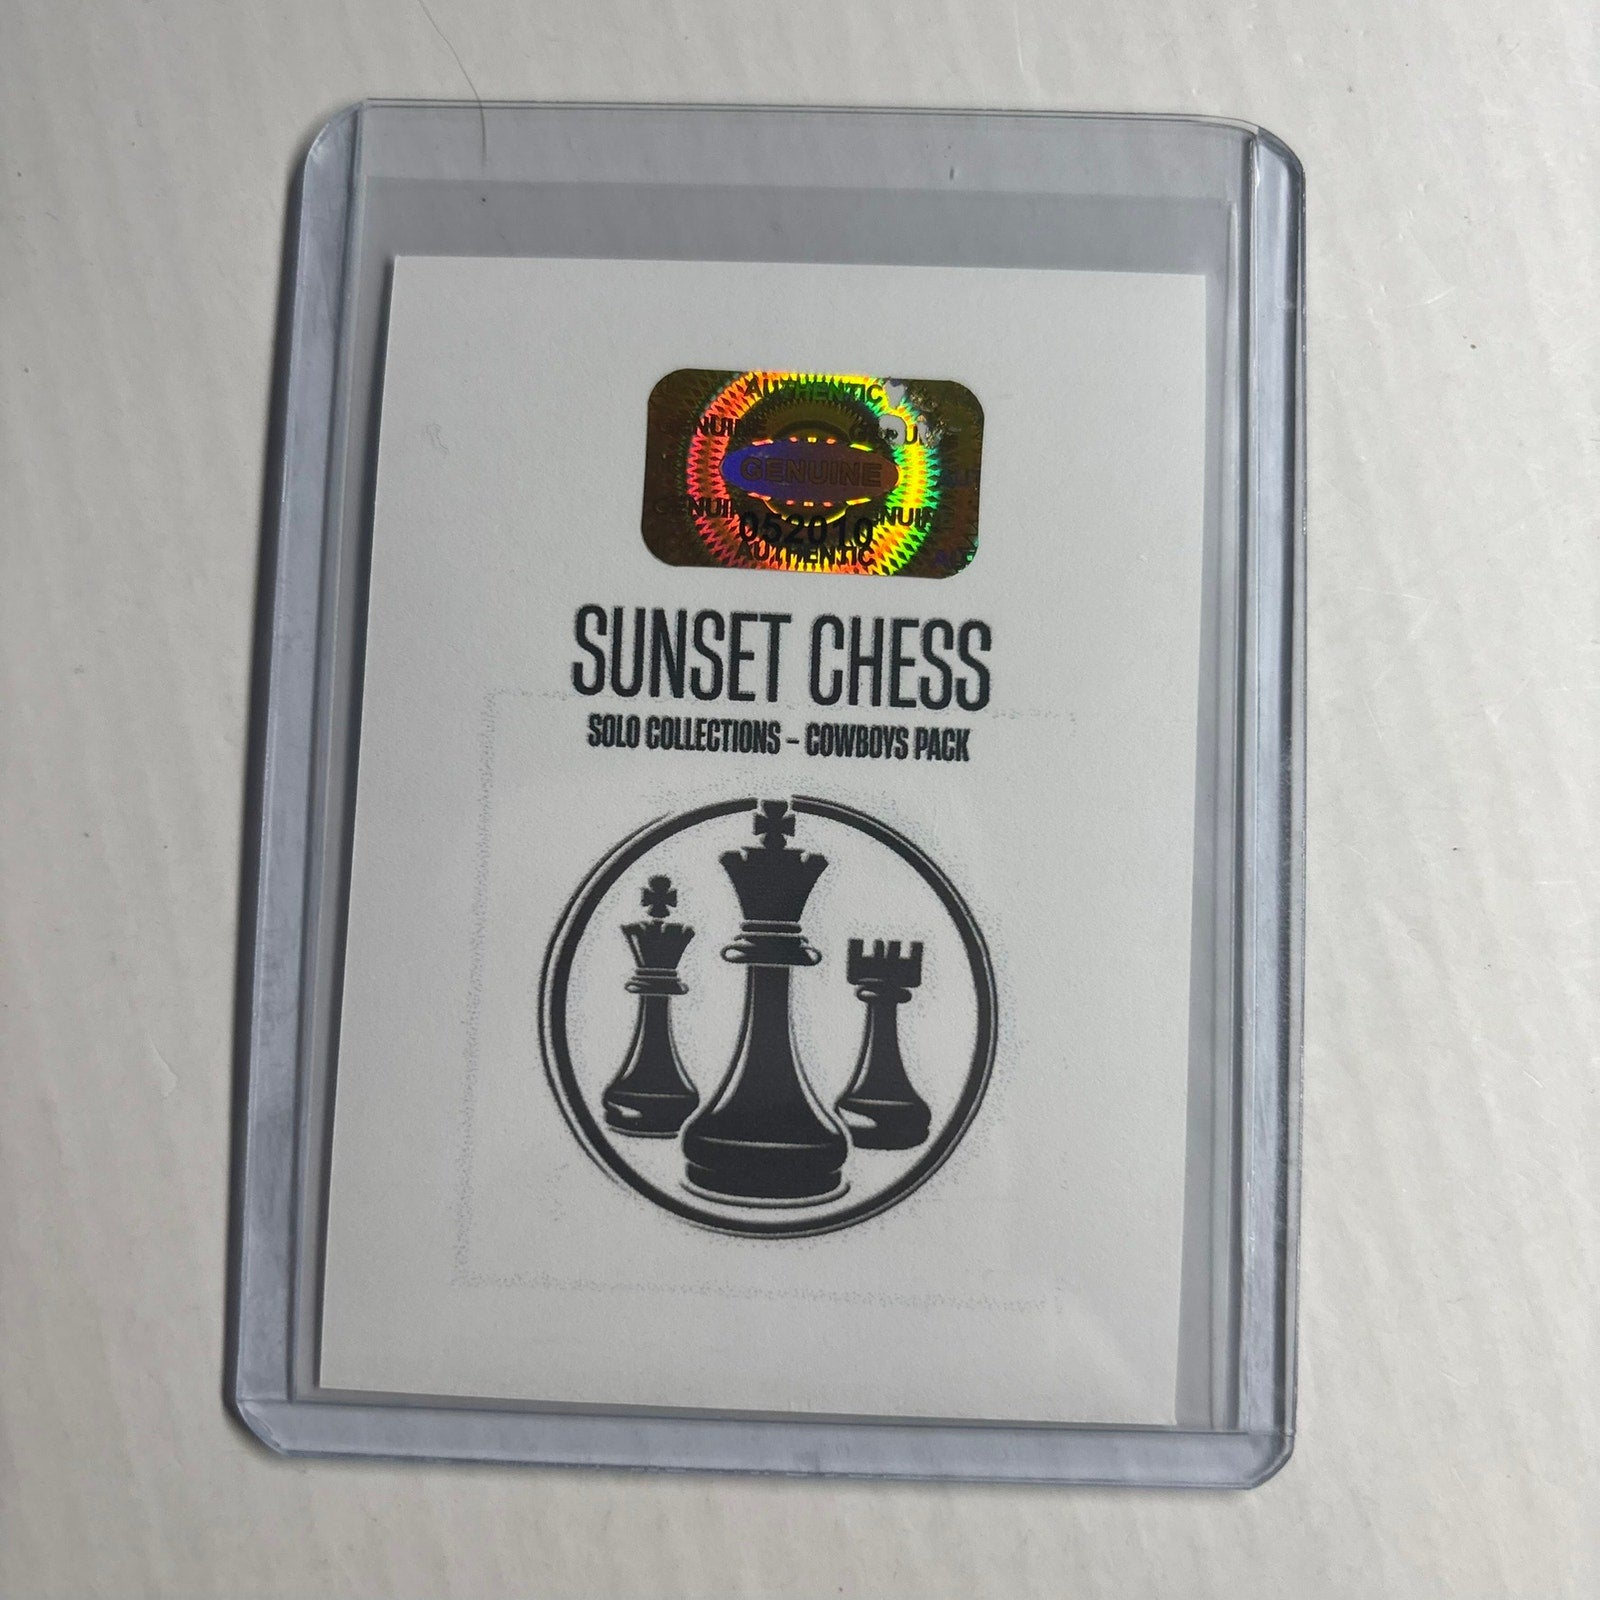 AUTHENTIC
GENUINE
052010
AUTHENTIC
SUNSET CHESS
SOLO COLLECTIONS – COWBOYS PACK